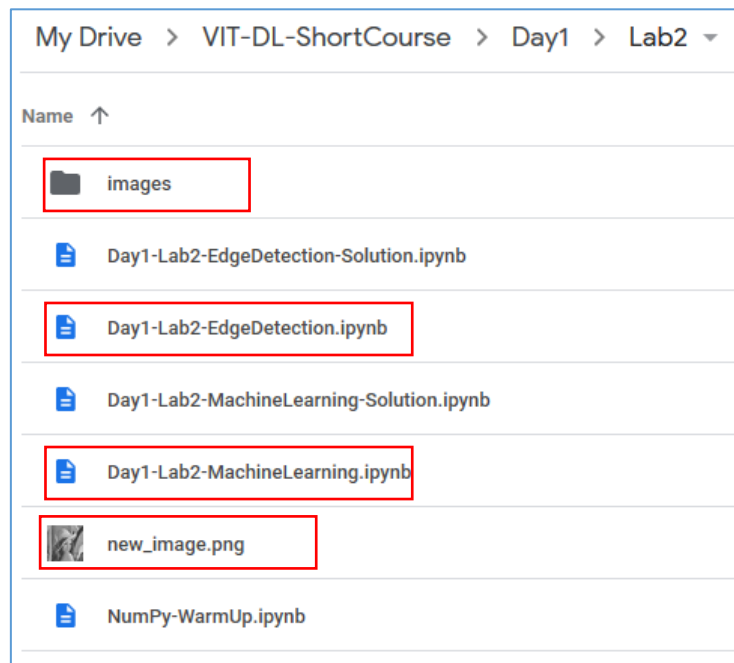 My Drive > VIT-DL-ShortCourse > Day1 > Lab2
Name ↑
images
Day1-Lab2-EdgeDetection-Solution.ipynb
Day1-Lab2-EdgeDetection.ipynb
Day1-Lab2-MachineLearning-Solution.ipynb
Day1-Lab2-MachineLearning.ipynb
new_image.png
NumPy-WarmUp.ipynb